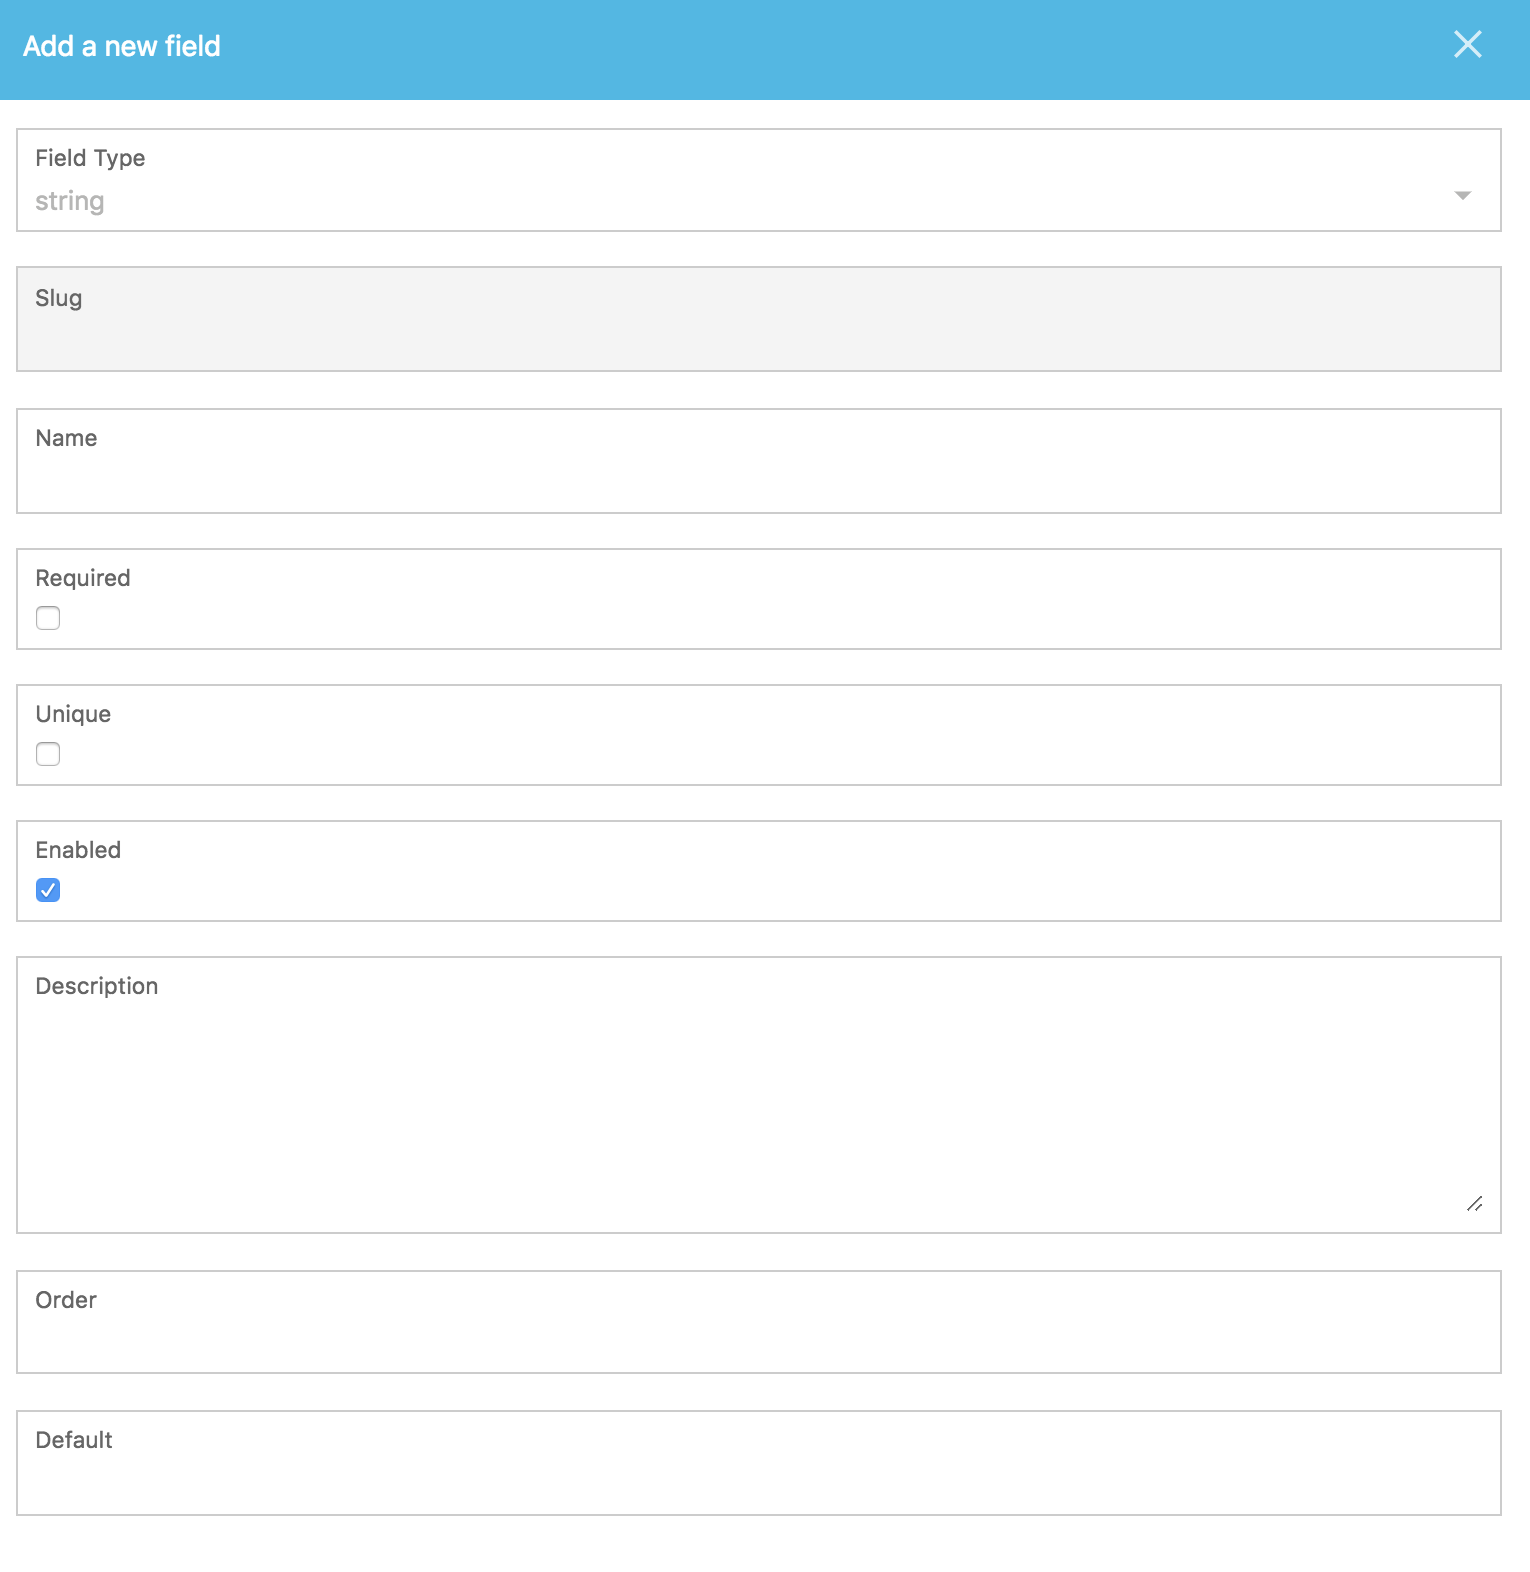 Add a new field
Field Type
string
Slug
Name
Required
Unique
Enabled
Description
Order
Default